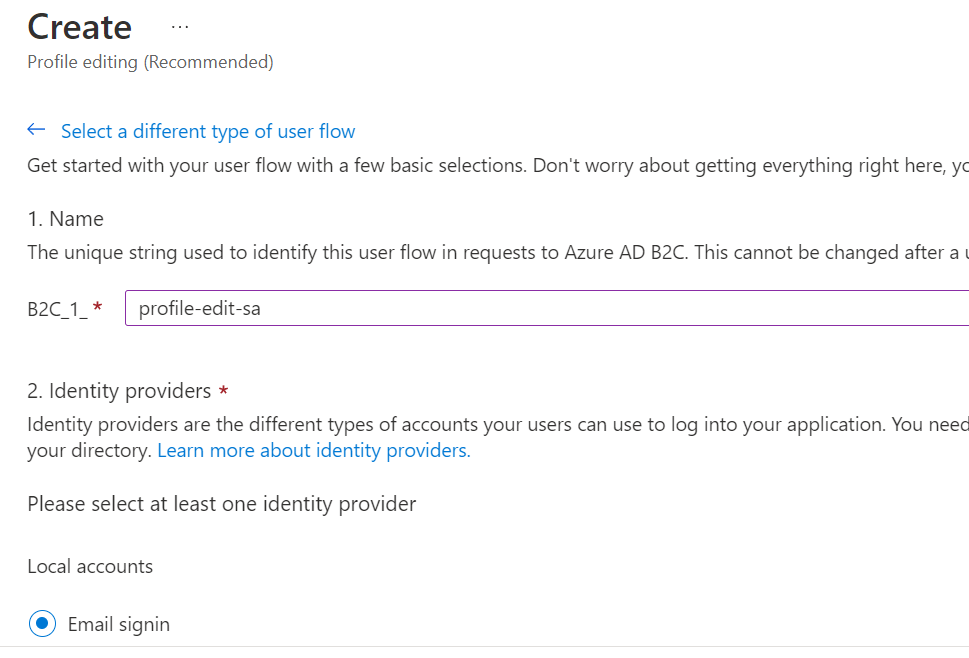 Create ...
Profile editing (Recommended)
← Select a different type of user flow
Get started with your user flow with a few basic selections. Don't worry about getting everything right here,
1. Name
The unique string used to identify this user flow in requests to Azure AD B2C. This cannot be changed after a
B2C_1_ * profile-edit-sa
2. Identity providers *
Identity providers are the different types of accounts your users can use to log into your application. You need
your directory. Learn more about identity providers.
Please select at least one identity provider
Local accounts
Email signin